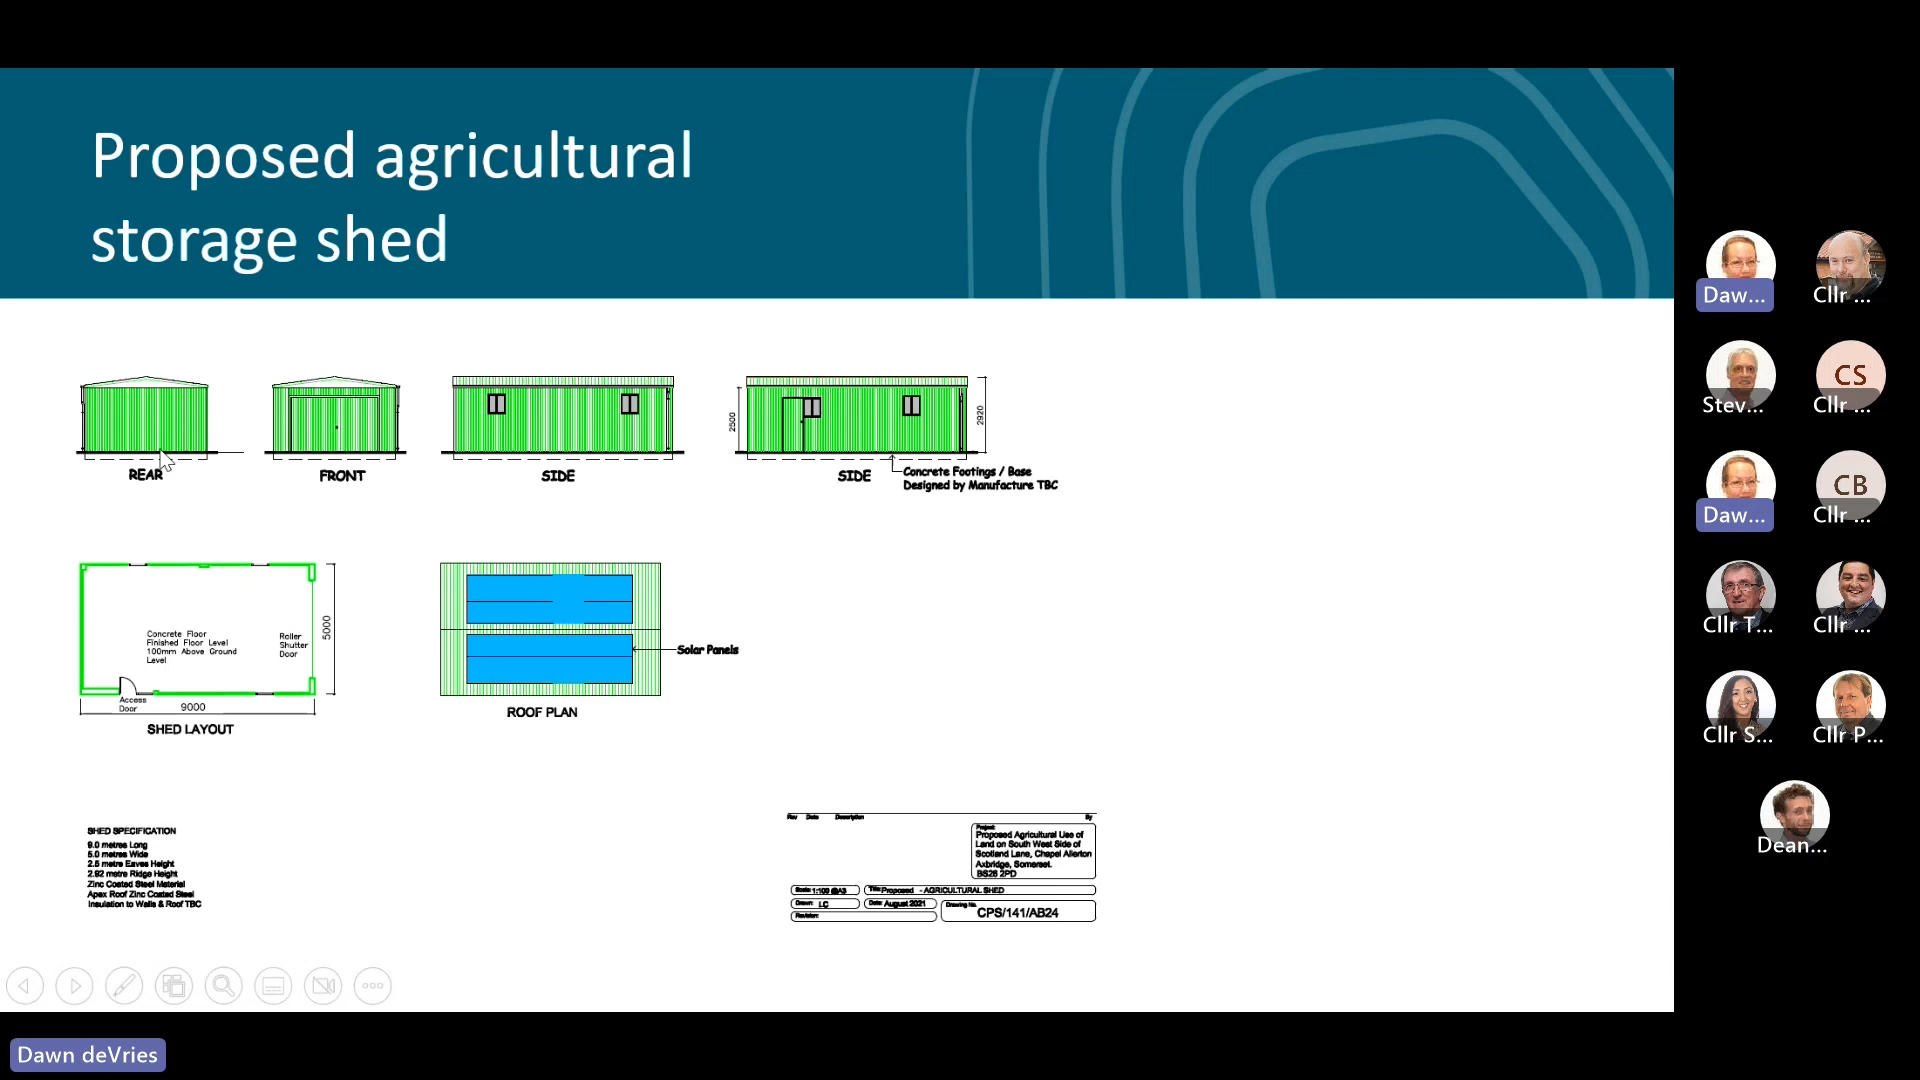 Proposed agricultural
storage shed
REAR
FRONT
SIDE
2500
SIDE
2920
Concrete Footings / Base
Designed by Manufacture TBC
Concrete Floor
Finished Floor Level
100mm Above Ground
Level
Roller
Shutter
Door
5000
Access
Door
9000
SHED LAYOUT
Solar Panels
ROOF PLAN
SHED SPECIFICATION
9.0 metres Long
5.0 metres Wide
2.5 metre Eaves Height
2.92 metre Ridge Height
Zinc Coated Steel Material
Apex Roof Zinc Coated Steel
Insulation to Walls & Roof TBC
Rev Date Description By
Project:
Proposed Agricultural Use of
Land on South West Side of
Scotland Lane, Chapel Allerton
Axbridge, Somerset.
BS26 2PD
Scale: 1:100 @A3
Title: Proposed - AGRICULTURAL SHED
Drawn: LC
Date: August 2021
Drawing No.
CPS/141/AB24
Revision:
Daw...
Cllr ...
Stev...
CS
Cllr ...
Daw...
CB
Cllr ...
Cllr T...
Cllr ...
Cllr S...
Cllr P...
Dean...
Dawn deVries